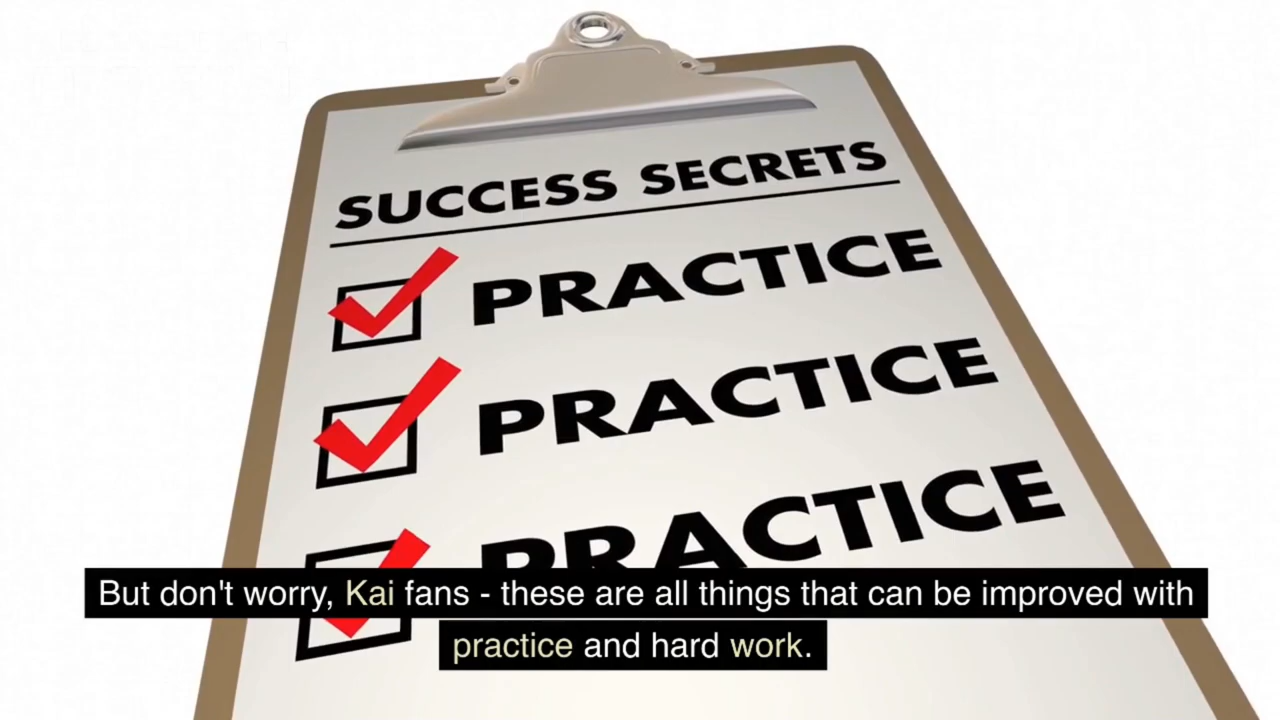 SUCCESS SECRETS
PRACTICE
PRACTICE
PRACTICE
But don't worry, Kai fans - these are all things that can be improved with
practice and hard work.